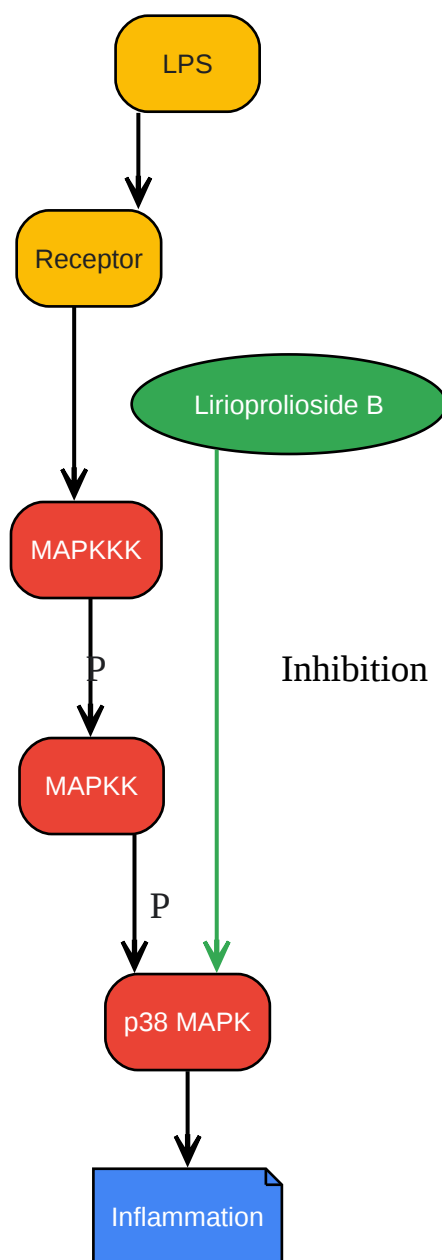 LPS
Receptor
Lirioprolioside B
MAPKKK
P
Inhibition
MAPKK
P
p38 MAPK
Inflammation